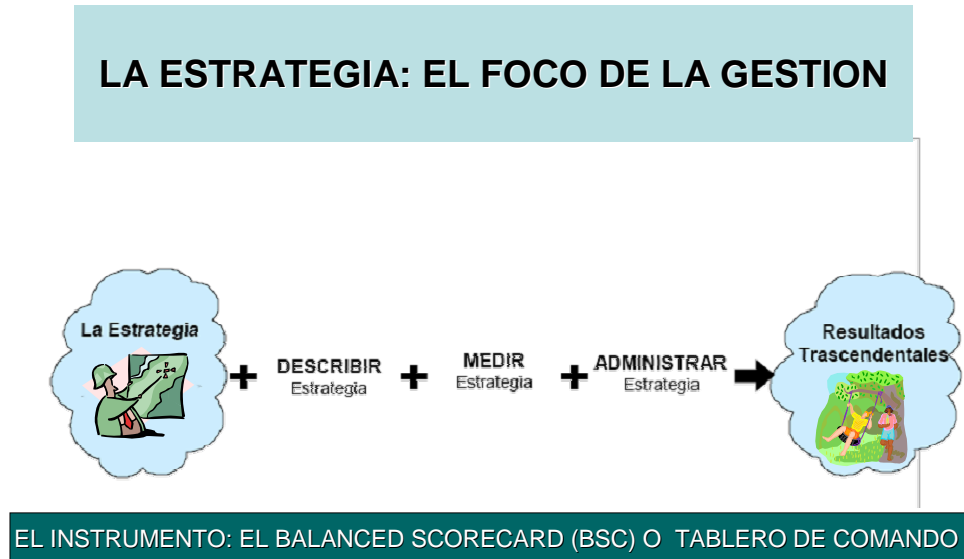 LA ESTRATEGIA: EL FOCO DE LA GESTION
La Estrategia
DESCRIBIR
Estrategia
MEDIR
Estrategia
ADMINISTRAR
Estrategia
Resultados
Trascendentales
EL INSTRUMENTO: EL BALANCED SCORECARD (BSC) O TABLERO DE COMANDO